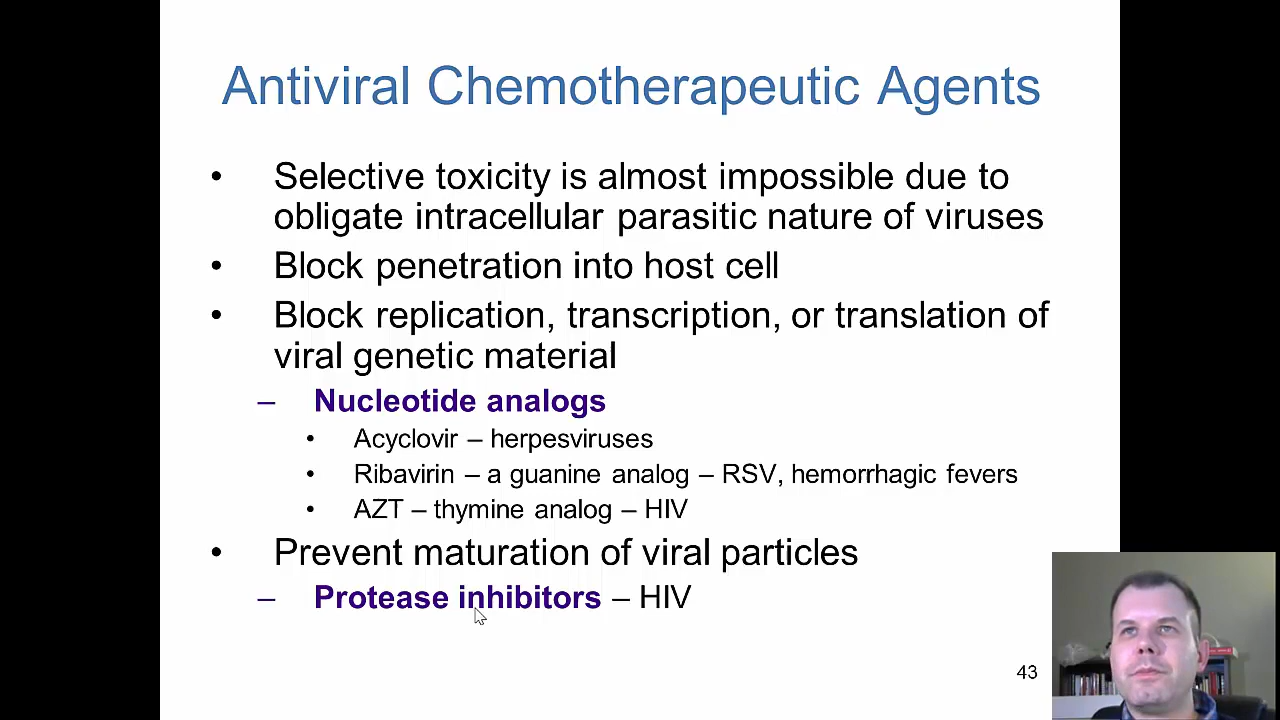 Antiviral Chemotherapeutic Agents
• Selective toxicity is almost impossible due to
obligate intracellular parasitic nature of viruses
• Block penetration into host cell
• Block replication, transcription, or translation of
viral genetic material
– Nucleotide analogs
• Acyclovir – herpesviruses
• Ribavirin – a guanine analog – RSV, hemorrhagic fevers
• AZT – thymine analog – HIV
• Prevent maturation of viral particles
– Protease inhibitors – HIV
43